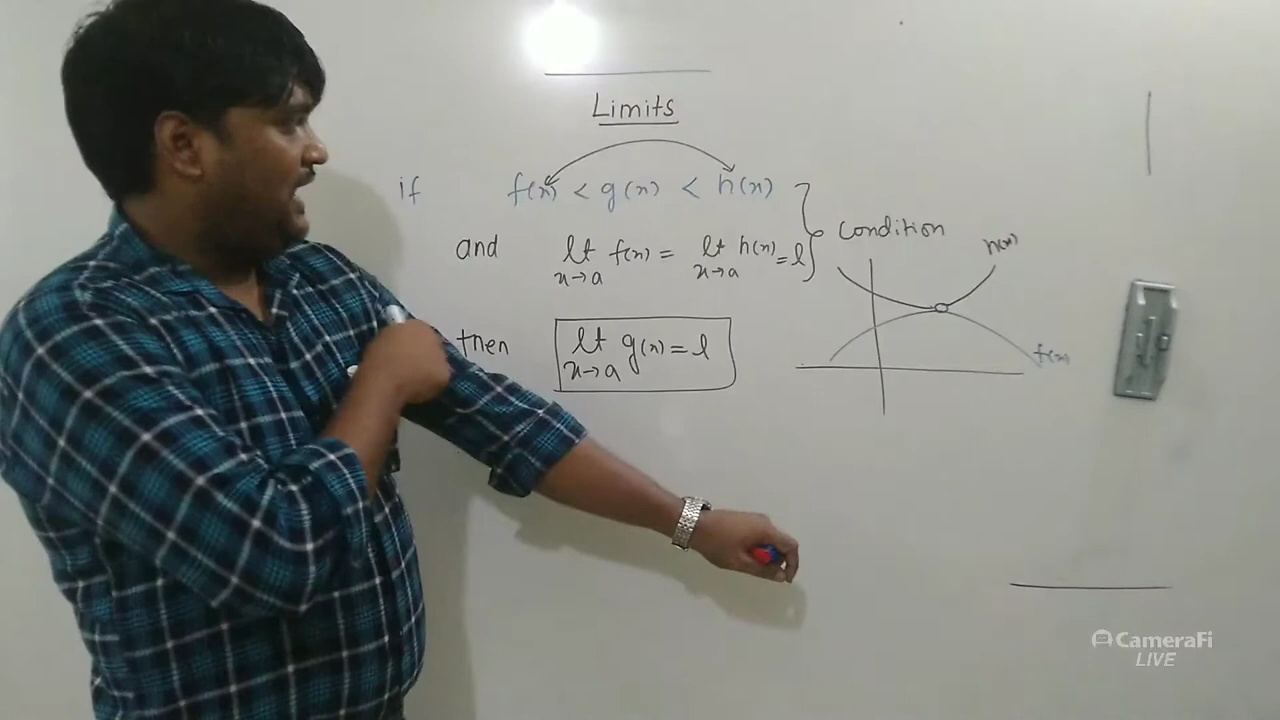 Limits
if f(x) < g(x) < h(x)
condition
and lt x→a f(x) = lt x→a h(x) = l
h(x)
then lt x→a g(x) = l
f(x)
CameraFi
LIVE